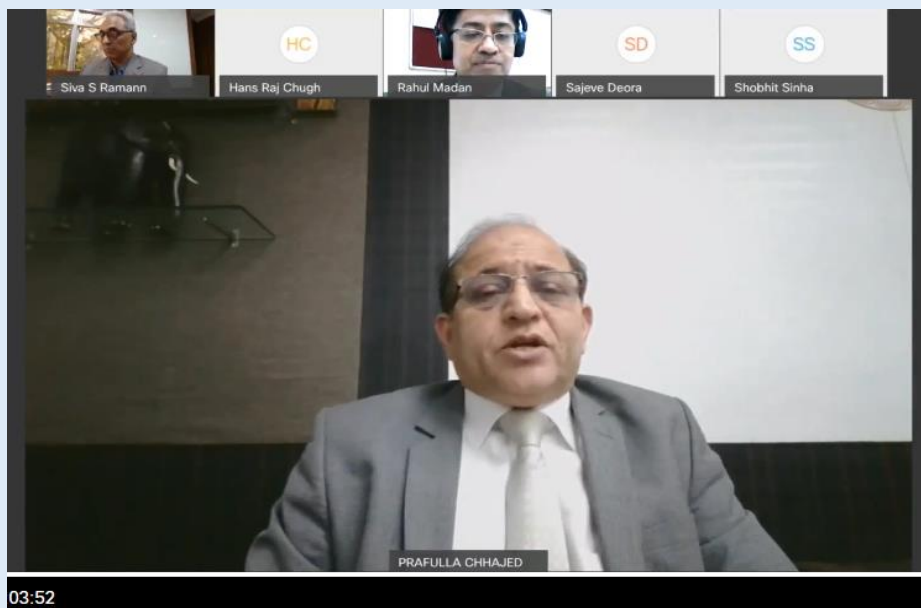 HC
SD
SS
Siva S Ramann
Hans Raj Chugh
Rahul Madan
Sajeve Deora
Shobhit Sinha
PRAFULLA CHHAJED
03:52